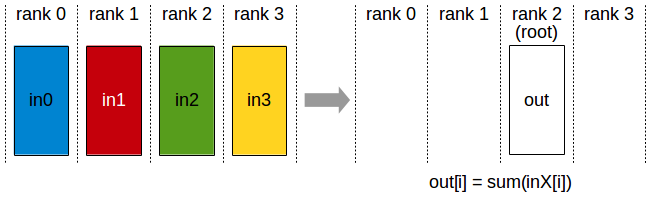 rank 0 rank 1 rank 2 rank 3
in0 in1 in2 in3
rank 0 rank 1 rank 2 rank 3
(root)
out
out[i] = sum(inX[i])